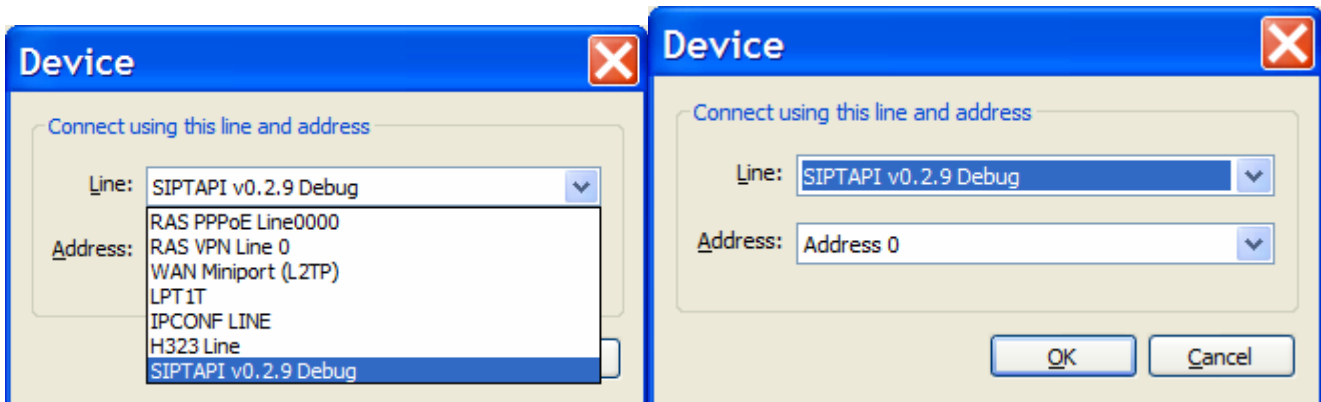 Device
Connect using this line and address
Line: SIPTAPI v0.2.9 Debug
RAS PPPoE Line0000
RAS VPN Line 0
Address:
WAN Miniport (L2TP)
LPT1T
IPCONF LINE
H323 Line
SIPTAPI v0.2.9 Debug
Device
Connect using this line and address
Line: SIPTAPI v0.2.9 Debug
Address: Address 0
OK Cancel